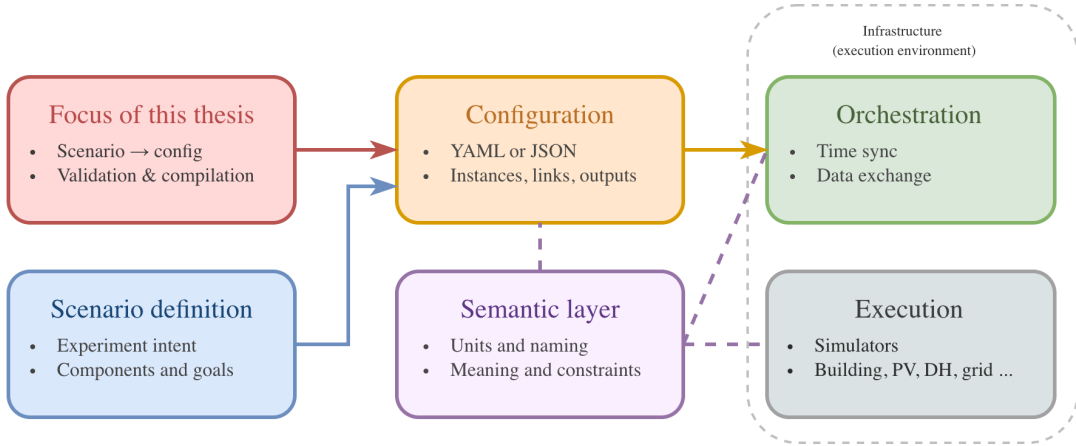 Infrastructure
(execution environment)
Focus of this thesis
• Scenario → config
• Validation & compilation
Configuration
• YAML or JSON
• Instances, links, outputs
Orchestration
• Time sync
• Data exchange
Scenario definition
• Experiment intent
• Components and goals
Semantic layer
• Units and naming
• Meaning and constraints
Execution
• Simulators
• Building, PV, DH, grid ...